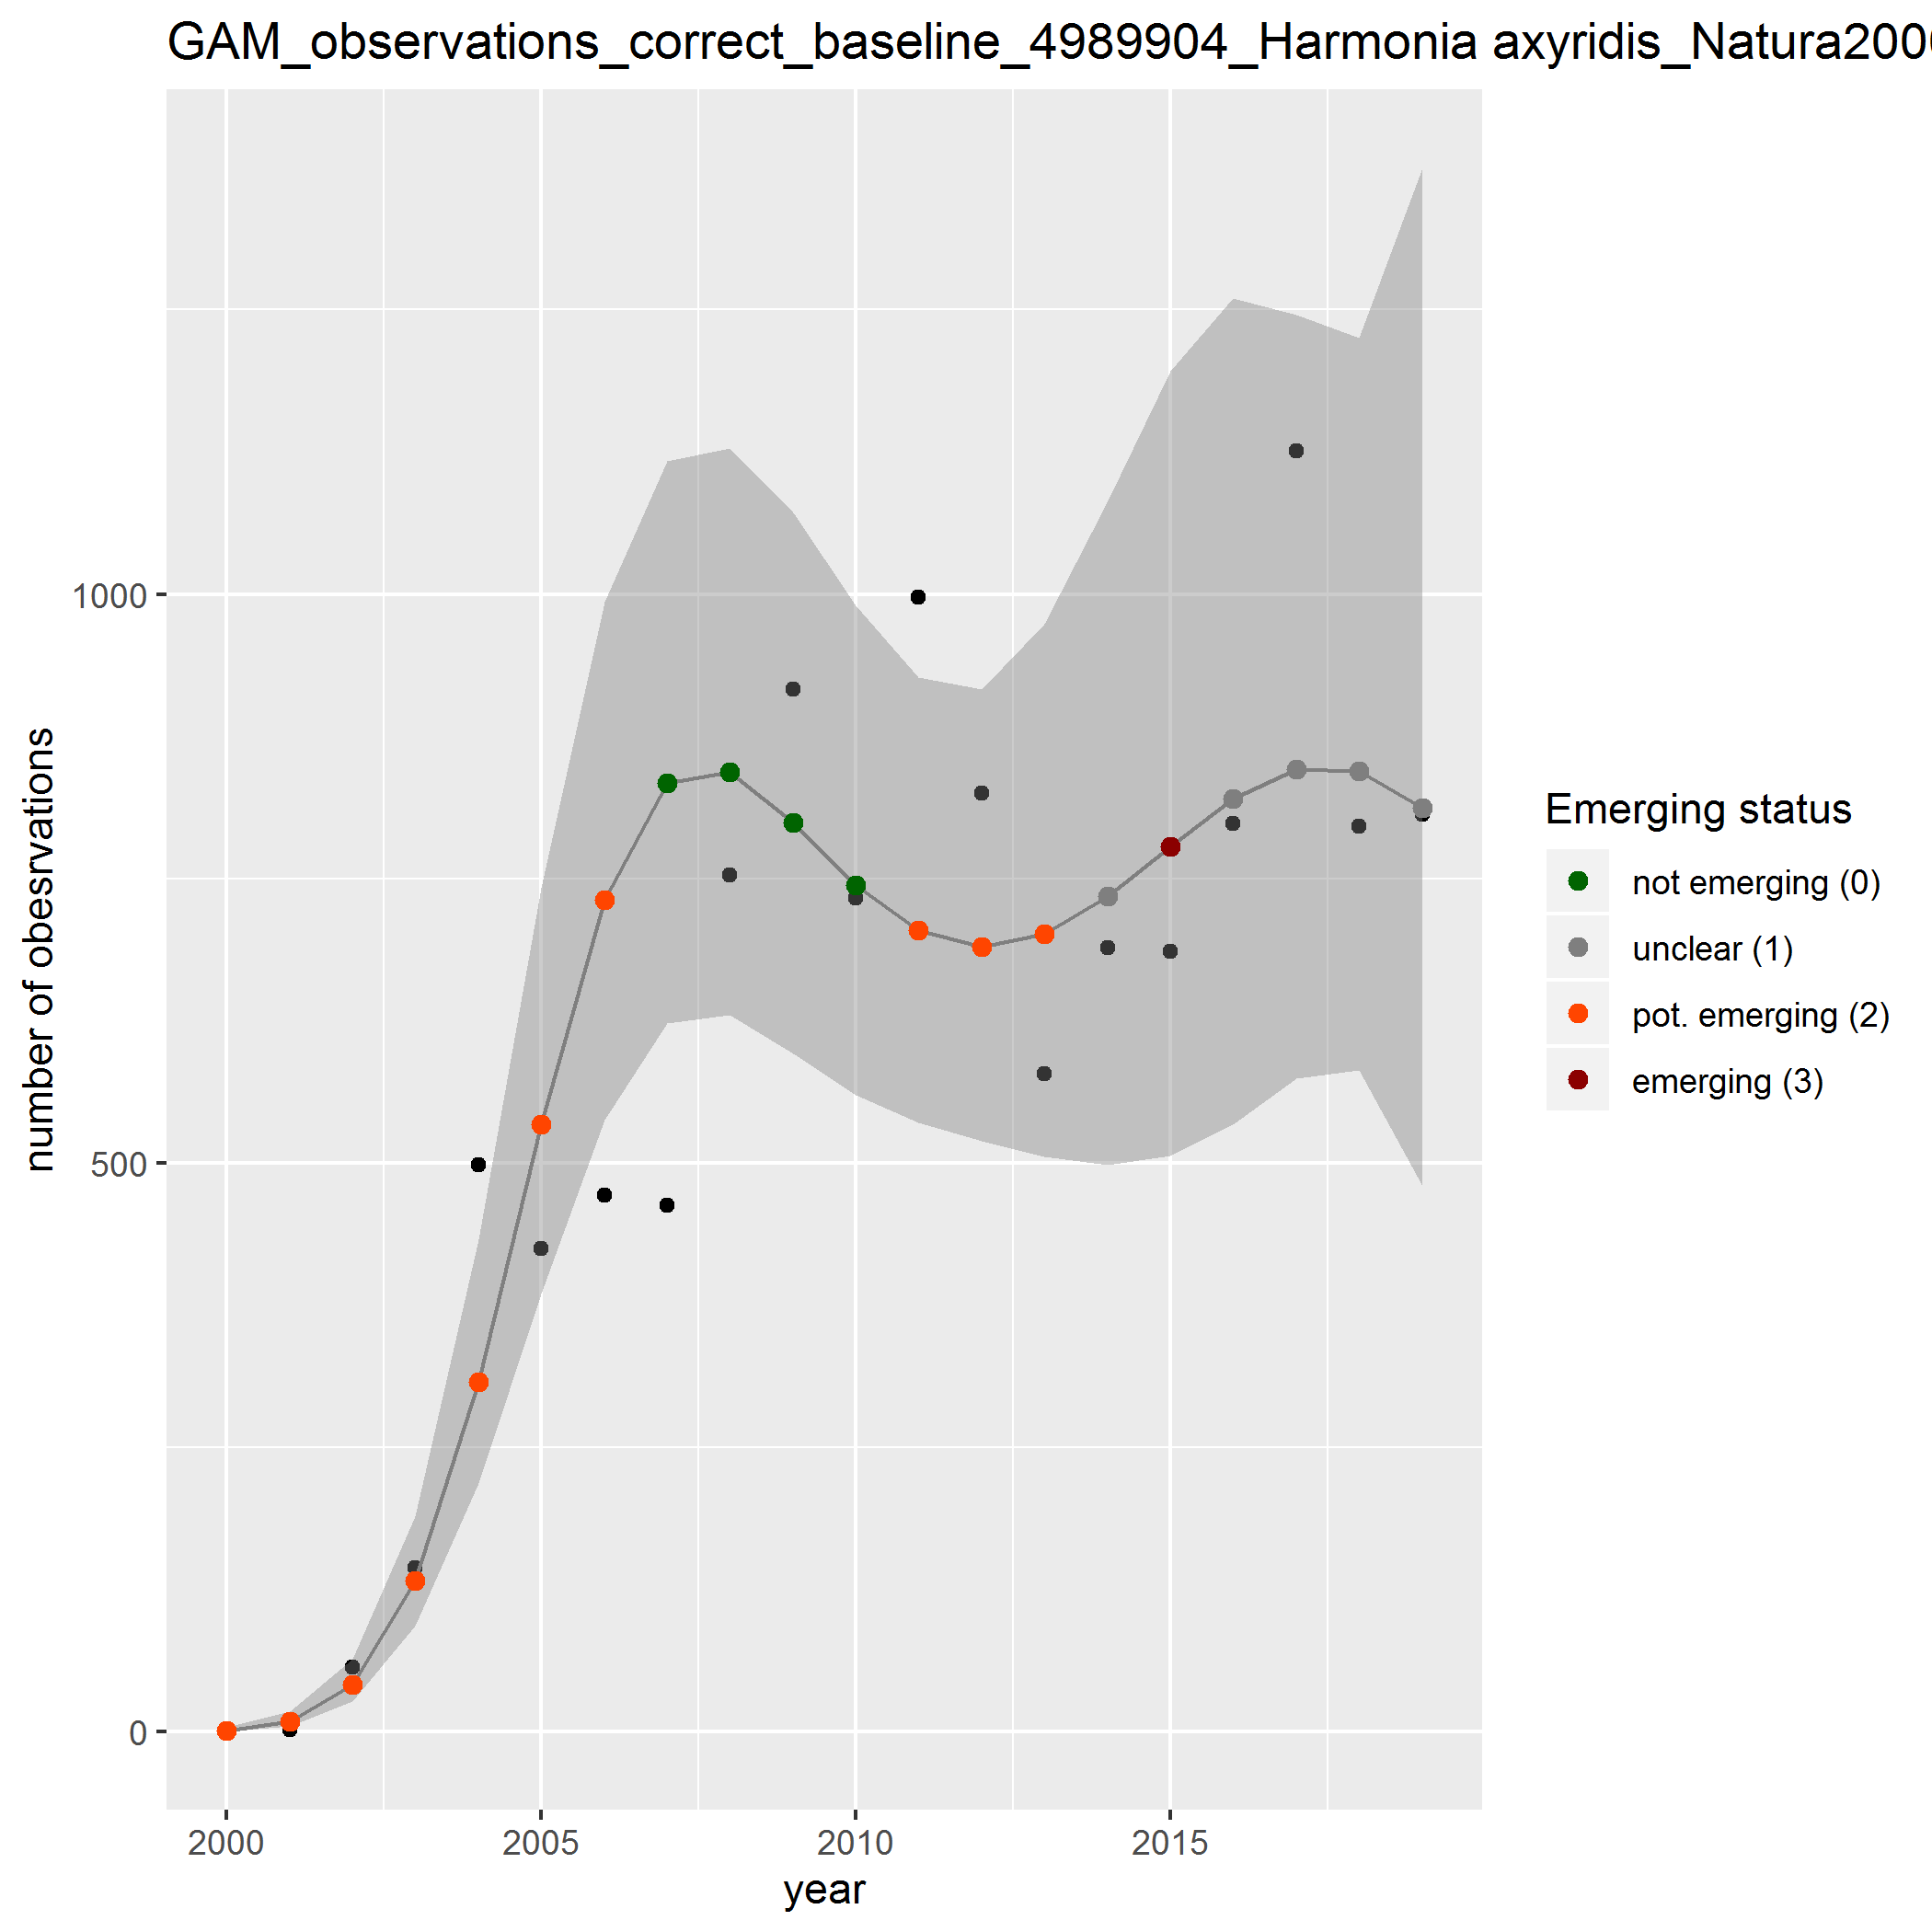 GAM_observations_correct_baseline_4989904_Harmonia axyridis_Natura200
number of obesrvations
1000
500
0
2000 2005 2010 2015
year
Emerging status
not emerging (0)
unclear (1)
pot. emerging (2)
emerging (3)